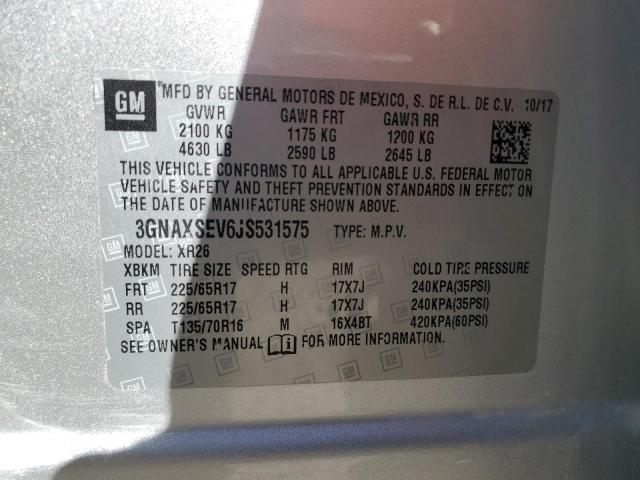 GM ®MFD BY GENERAL MOTORS DE MEXICO, S. DE R.L. DE C.V. 10/17
GVWR GAWR FRT GAWR RR
2100 KG 1175 KG 1200 KG
4630 LB 2590 LB 2645 LB
THIS VEHICLE CONFORMS TO ALL APPLICABLE U.S. FEDERAL MOTOR
VEHICLE SAFETY AND THEFT PREVENTION STANDARDS IN EFFECT ON
THE DATE OF MANUFACTURE SHOWN ABOVE.
3GNAXSEV6JS531575 TYPE: M.P.V.
MODEL: XR26
XBKM TIRE SIZE SPEED RTG RIM COLD TIRE PRESSURE
FRT 225/65R17 H 17X7J 240KPA(35PSI)
RR 225/65R17 H 17X7J 240KPA(35PSI)
SPA T135/70R16 M 16X4BT 420KPA(60PSI)
SEE OWNER'S MANUAL FOR MORE INFORMATION.